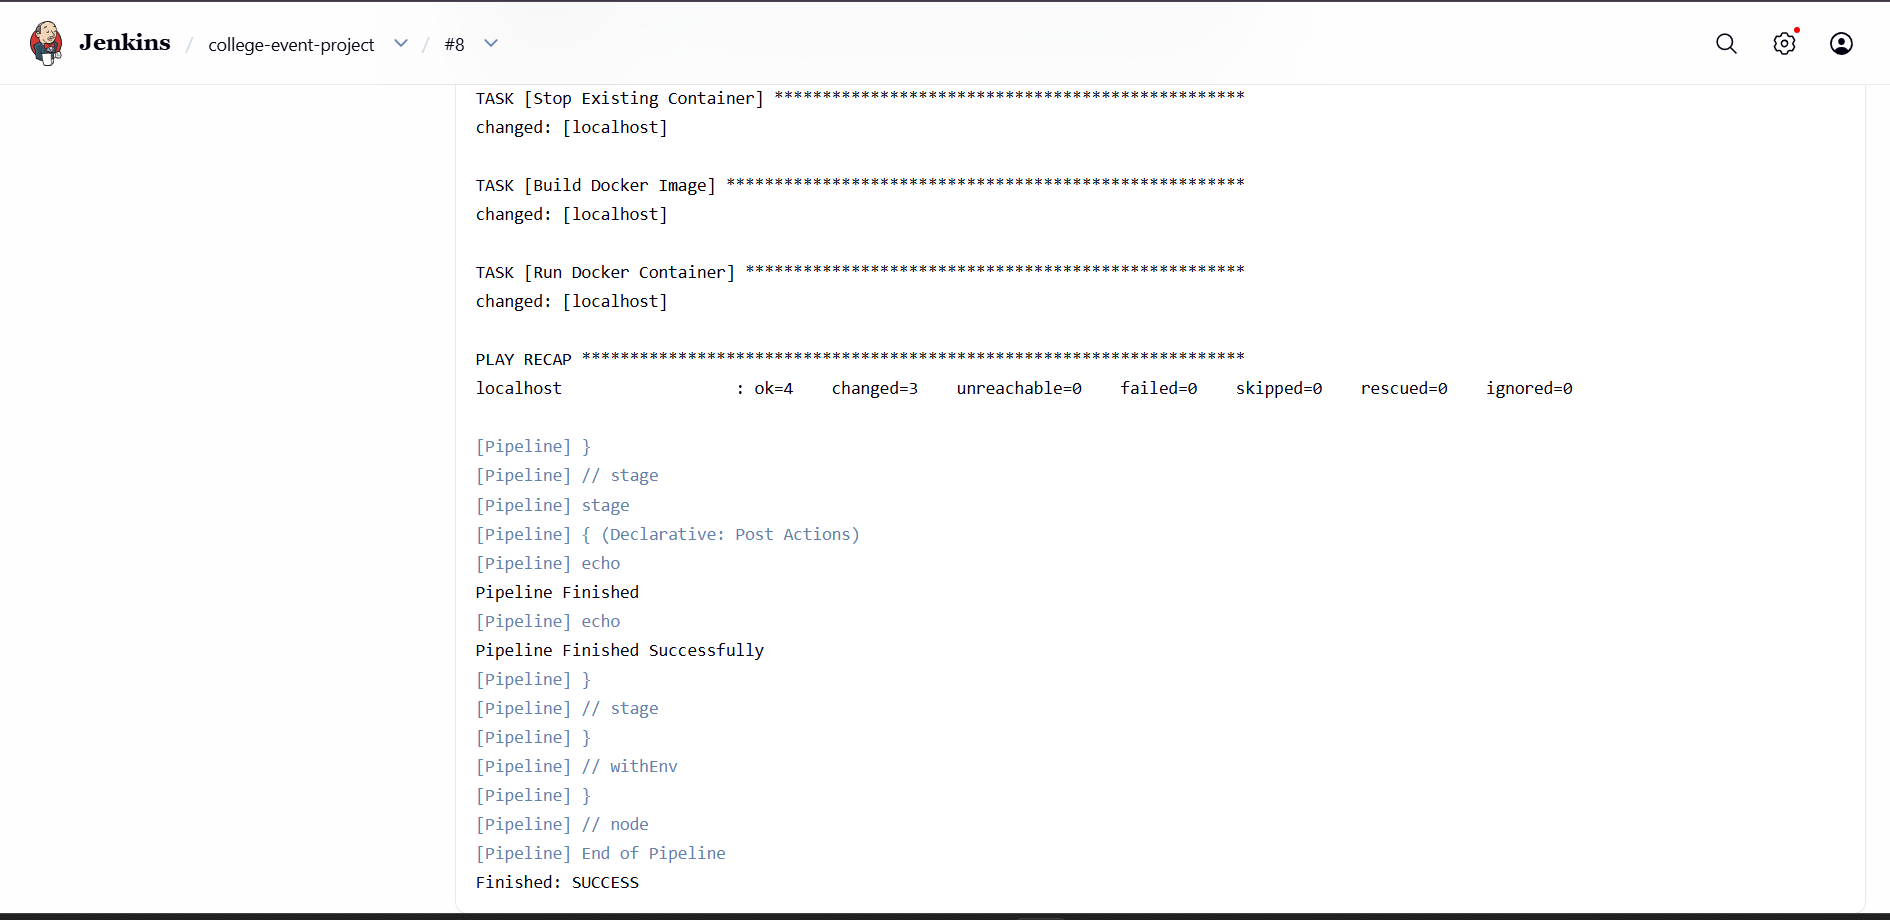 Jenkins / college-event-project / #8
TASK [Stop Existing Container] *************************************************
changed: [localhost]
TASK [Build Docker Image] ******************************************************
changed: [localhost]
TASK [Run Docker Container] ****************************************************
changed: [localhost]
PLAY RECAP *********************************************************************
localhost                  : ok=4    changed=3    unreachable=0    failed=0    skipped=0    rescued=0    ignored=0
[Pipeline] }
[Pipeline] // stage
[Pipeline] stage
[Pipeline] { (Declarative: Post Actions)
[Pipeline] echo
Pipeline Finished
[Pipeline] echo
Pipeline Finished Successfully
[Pipeline] }
[Pipeline] // stage
[Pipeline] }
[Pipeline] // withEnv
[Pipeline] }
[Pipeline] // node
[Pipeline] End of Pipeline
Finished: SUCCESS